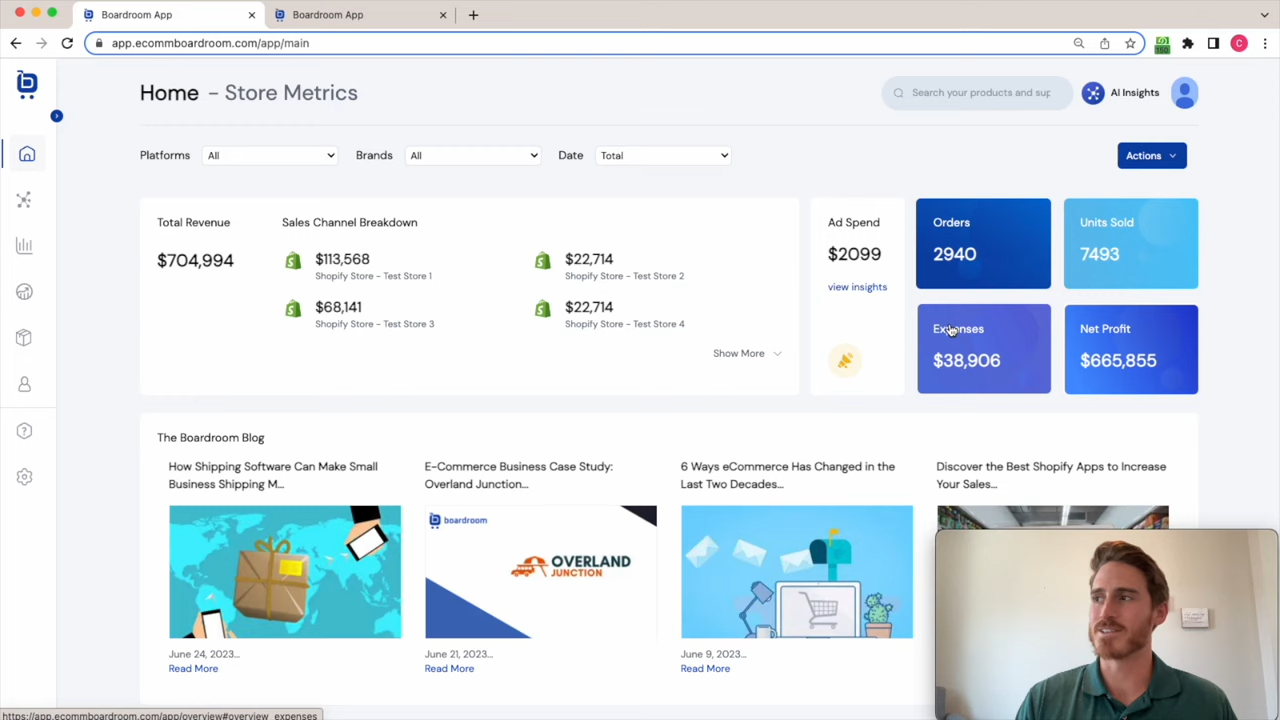 Boardroom App
Boardroom App
app.ecommboardroom.com/app/main
150
C
Home - Store Metrics
Search your products and sup
AI Insights
Platforms
All
Brands
All
Date
Total
Actions
Total Revenue
$704,994
Sales Channel Breakdown
$113,568
Shopify Store - Test Store 1
$22,714
Shopify Store - Test Store 2
$68,141
Shopify Store - Test Store 3
$22,714
Shopify Store - Test Store 4
Show More
Ad Spend
$2099
view insights
Orders
2940
Units Sold
7493
Expenses
$38,906
Net Profit
$665,855
The Boardroom Blog
How Shipping Software Can Make Small
Business Shipping M...
E-Commerce Business Case Study:
Overland Junction...
6 Ways eCommerce Has Changed in the
Last Two Decades...
Discover the Best Shopify Apps to Increase
Your Sales...
boardroom
OVERLAND
JUNCTION
June 24, 2023...
Read More
June 21, 2023...
Read More
June 9, 2023...
Read More
https://app.ecommboardroom.com/app/overview#overview_expenses